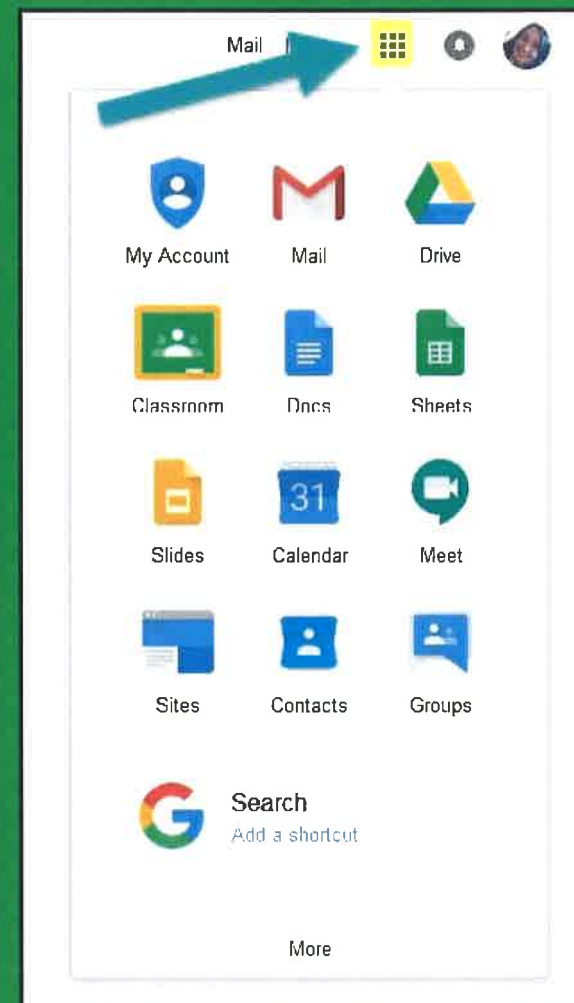 Mail
My Account Mail Drive
Classroom Docs Sheets
31
Slides Calendar Meet
Sites Contacts Groups
Search
Add a shortcut
More